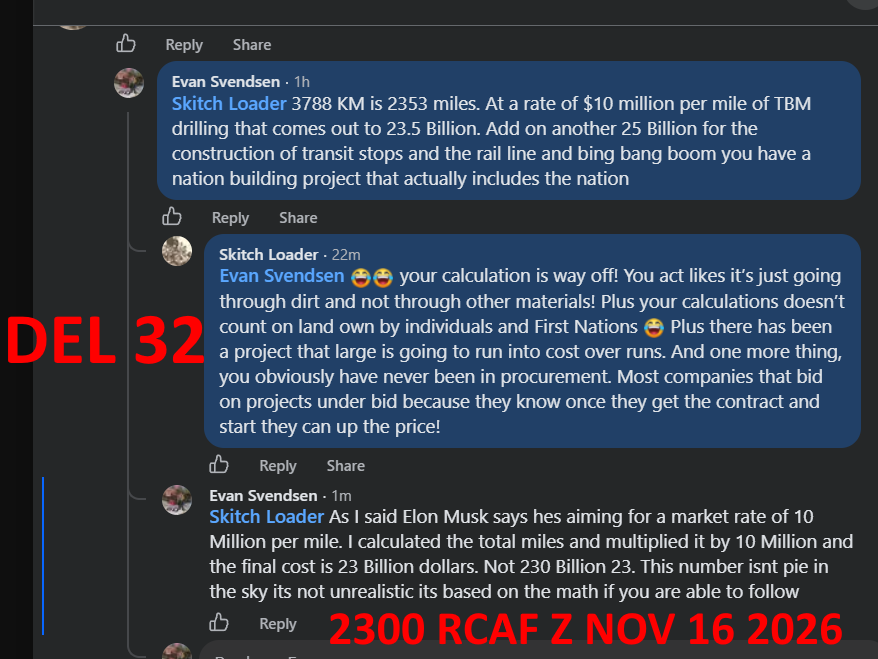 Reply Share
Evan Svendsen · 1h
Skitch Loader 3788 KM is 2353 miles. At a rate of $10 million per mile of TBM
drilling that comes out to 23.5 Billion. Add on another 25 Billion for the
construction of transit stops and the rail line and bing bang boom you have a
nation building project that actually includes the nation
Reply Share
Skitch Loader · 22m
Evan Svendsen 😂😂 your calculation is way off! You act likes it's just going
through dirt and not through other materials! Plus your calculations doesn't
count on land own by individuals and First Nations 😂 Plus there has been
a project that large is going to run into cost over runs. And one more thing,
you obviously have never been in procurement. Most companies that bid
on projects under bid because they know once they get the contract and
start they can up the price!
DEL 32
Reply Share
Evan Svendsen · 1m
Skitch Loader As I said Elon Musk says hes aiming for a market rate of 10
Million per mile. I calculated the total miles and multiplied it by 10 Million and
the final cost is 23 Billion dollars. Not 230 Billion 23. This number isnt pie in
the sky its not unrealistic its based on the math if you are able to follow
Reply
2300 RCAF Z NOV 16 2026